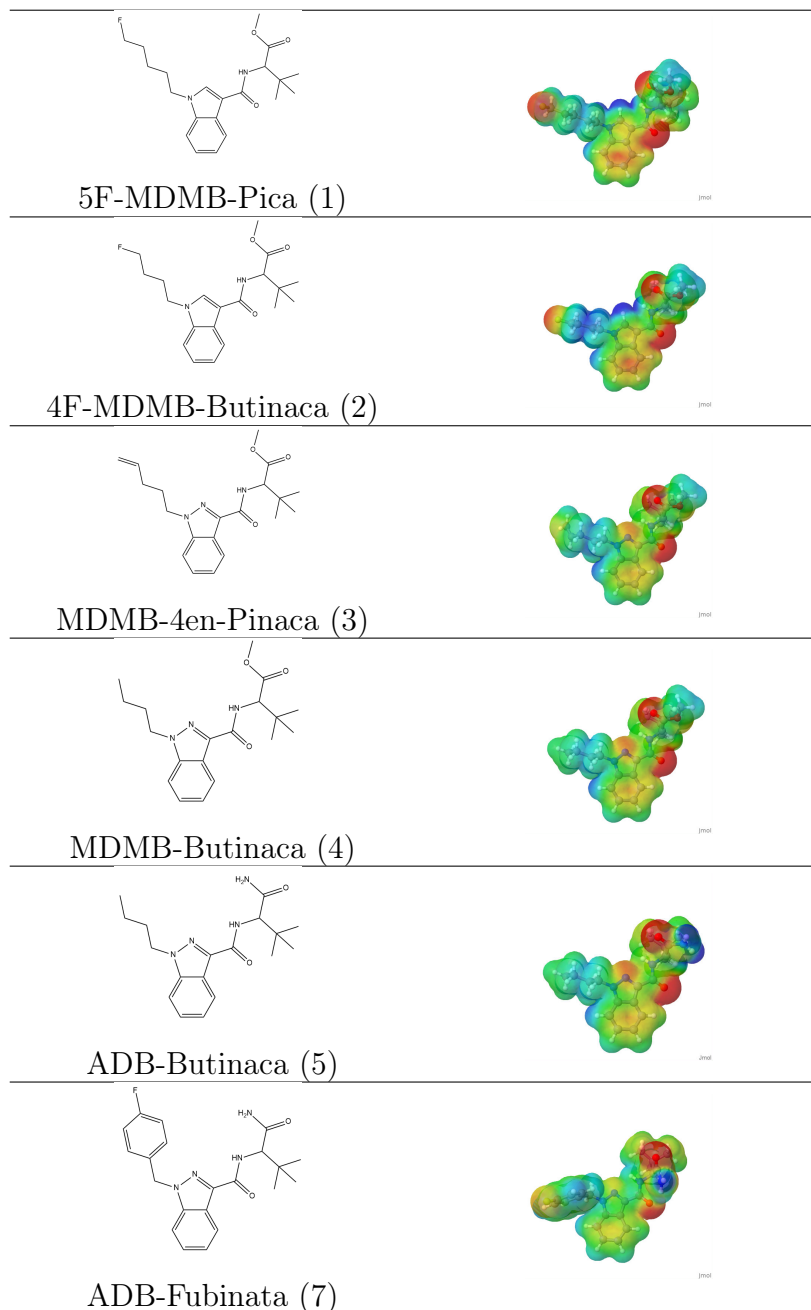 F
O
O
HN
N
O
jmol
5F-MDMB-Pica (1)
F
O
O
HN
N
O
jmol
4F-MDMB-Butinaca (2)
O
O
HN
N
N
O
jmol
MDMB-4en-Pinaca (3)
O
O
HN
N
N
O
jmol
MDMB-Butinaca (4)
H₂N
O
HN
N
N
O
Jmol
ADB-Butinaca (5)
F
H₂N
O
HN
N
N
O
jmol
ADB-Fubinata (7)